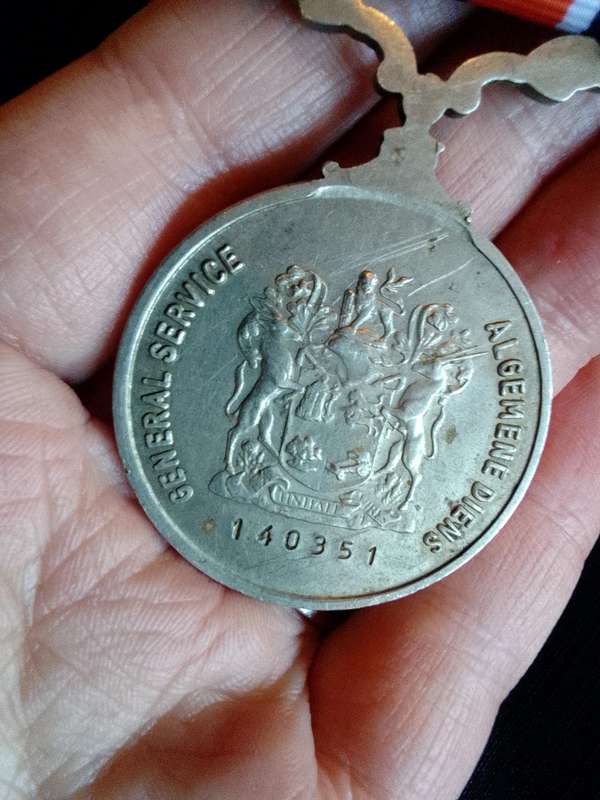 GENERAL SERVICE
ALGEMENE DIENS
140351